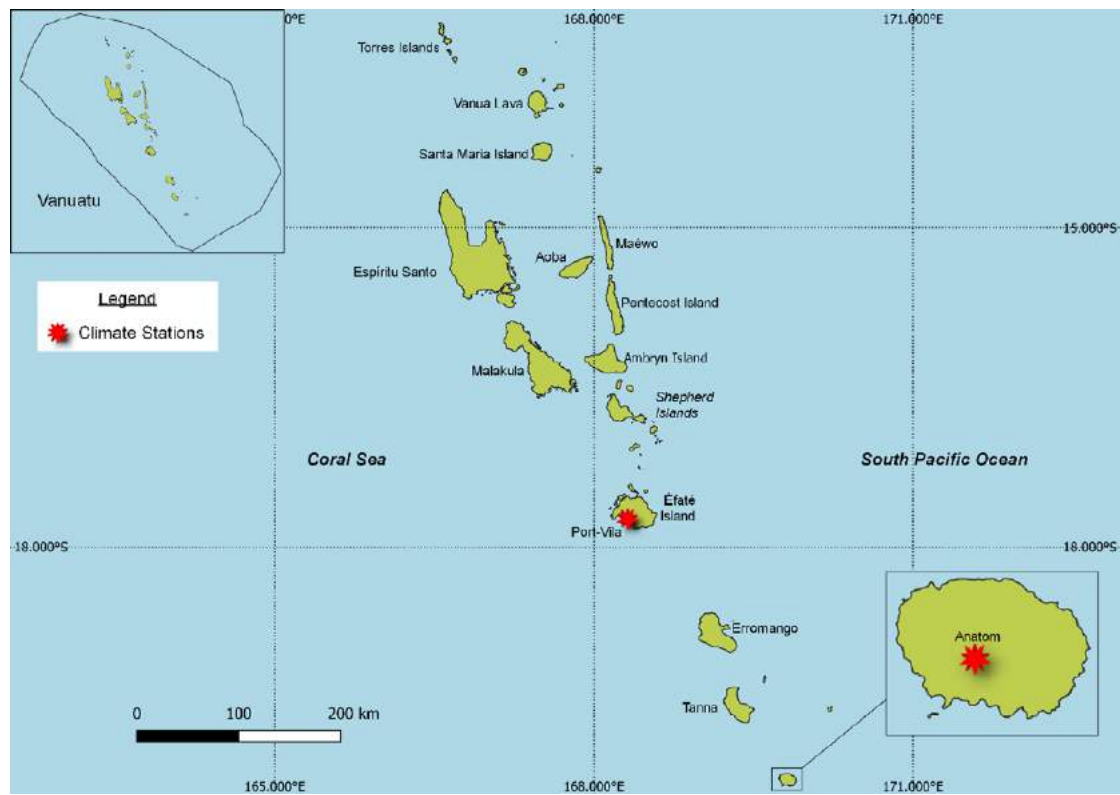 0°E
168.000°E
171.000°E
Torres Islands
Vanua Lava
Santa Maria Island
Vanuatu
15.000°S
Maéwo
Aoba
Espíritu Santo
Legend
Climate Stations
Pentecost Island
Ambryn Island
Malakula
Shepherd
Islands
Coral Sea
South Pacific Ocean
Éfaté
Island
Port-Vila
18.000°S
18.000°S
Anatom
Erromango
Tanna
0
100
200 km
165.000°E
168.000°E
171.000°E